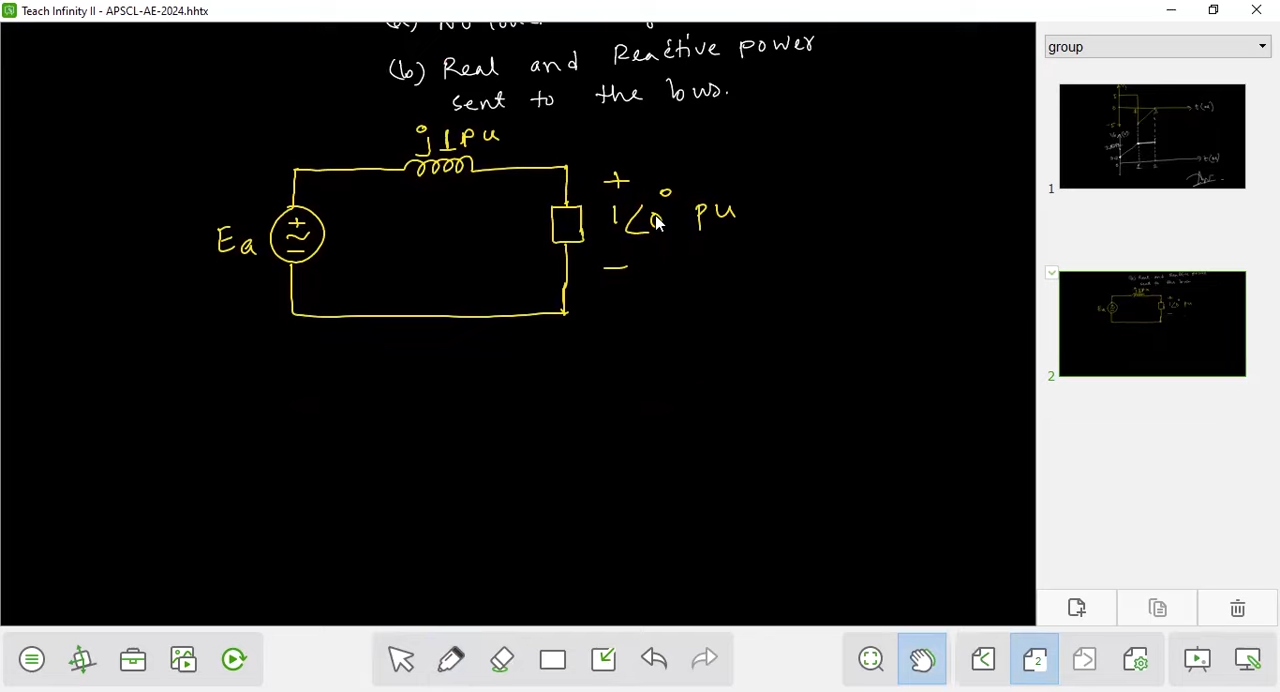 Teach Infinity II - APSCL-AE-2024.hhtx
(b) Real and Reactive power
sent to the bus.
j1pu
+
1∠0° pu
−
Ea
+
~
−
group
1
2
2